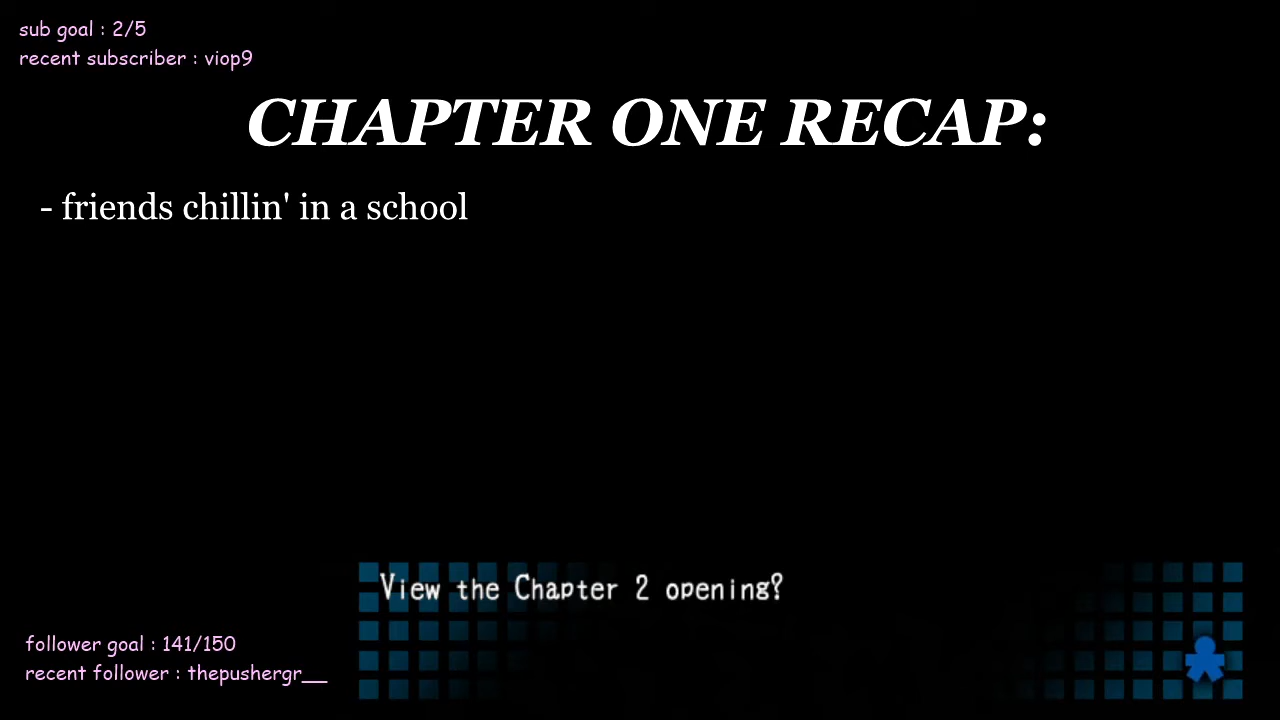 sub goal : 2/5
recent subscriber : viop9
CHAPTER ONE RECAP:
- friends chillin' in a school
View the Chapter 2 opening?
follower goal : 141/150
recent follower : thepushergr__